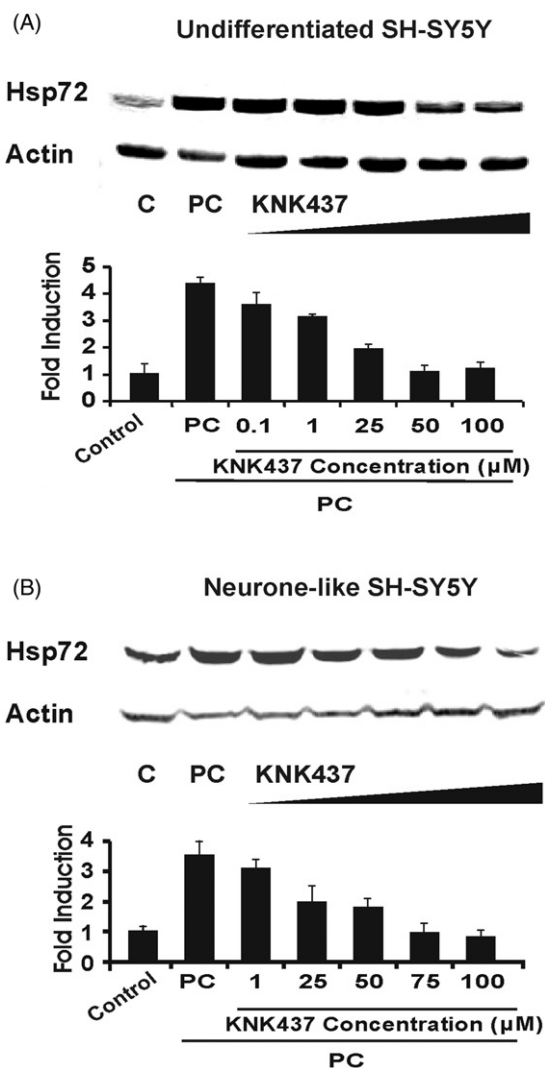 (A)
Undifferentiated SH-SY5Y
Hsp72
Actin
C PC KNK437
Fold Induction
5
4
3
2
1
0
Control PC 0.1 1 25 50 100
KNK437 Concentration (µM)
PC
(B)
Neurone-like SH-SY5Y
Hsp72
Actin
C PC KNK437
Fold Induction
4
3
2
1
0
Control PC 1 25 50 75 100
KNK437 Concentration (µM)
PC